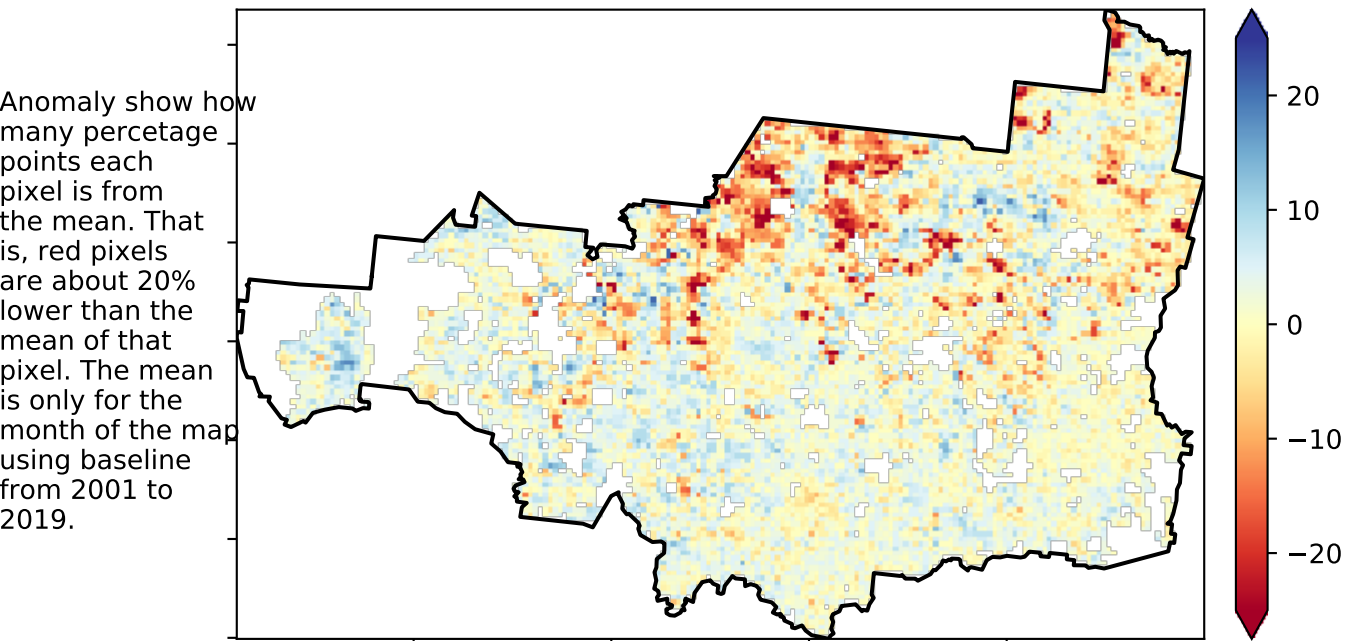 Anomaly show how
many percetage
points each
pixel is from
the mean. That
is, red pixels
are about 20%
lower than the
mean of that
pixel. The mean
is only for the
month of the map
using baseline
from 2001 to
2019.
20
10
0
−10
−20